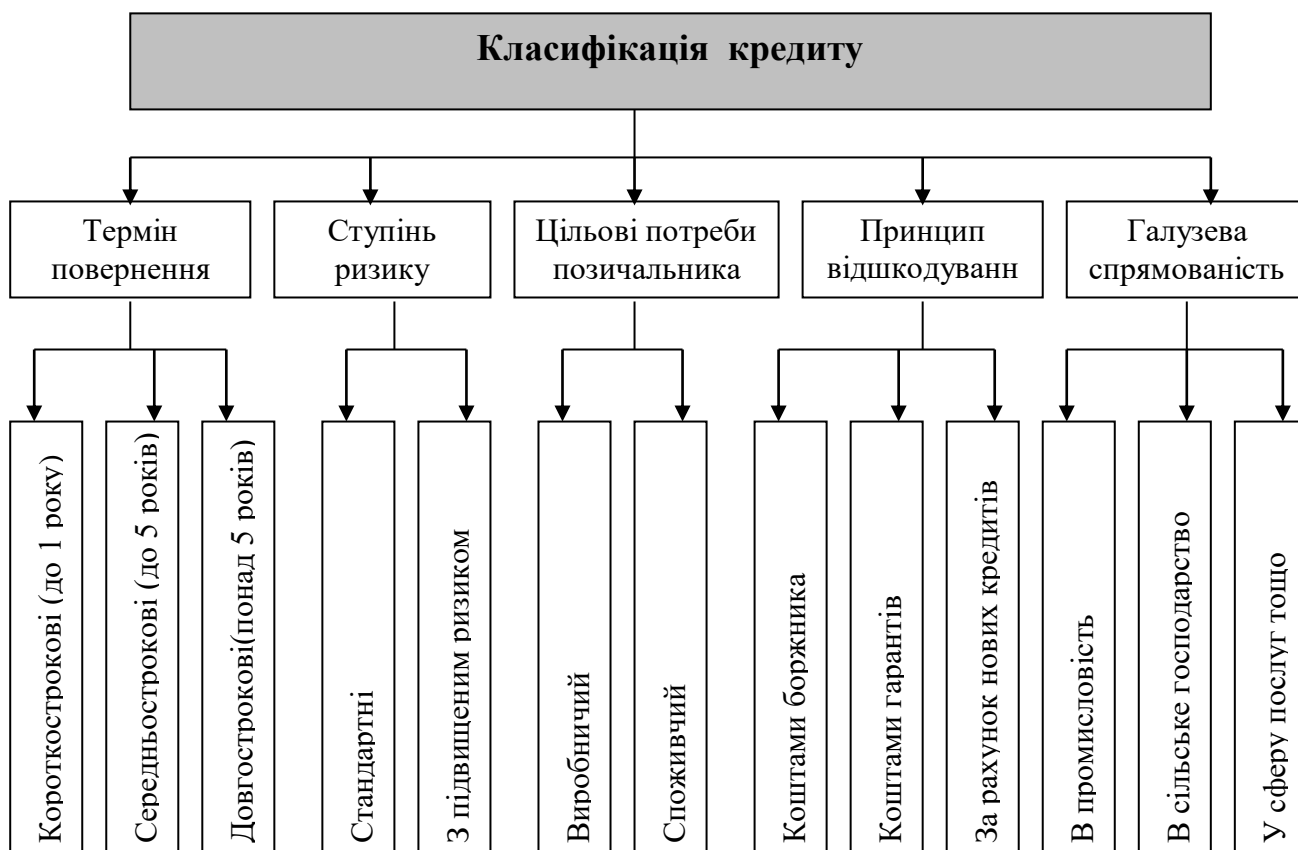 Класифікація кредиту
Термін
повернення
Ступінь
ризику
Цільові потреби
позичальника
Принцип
відшкодуванн
Галузева
спрямованість
Короткострокові (до 1 року)
Середньострокові (до 5 років)
Довгострокові(понад 5 років)
Стандартні
З підвищеним ризиком
Виробничий
Споживчий
Коштами боржника
Коштами гарантів
За рахунок нових кредитів
В промисловість
В сільське господарство
У сферу послуг тощо